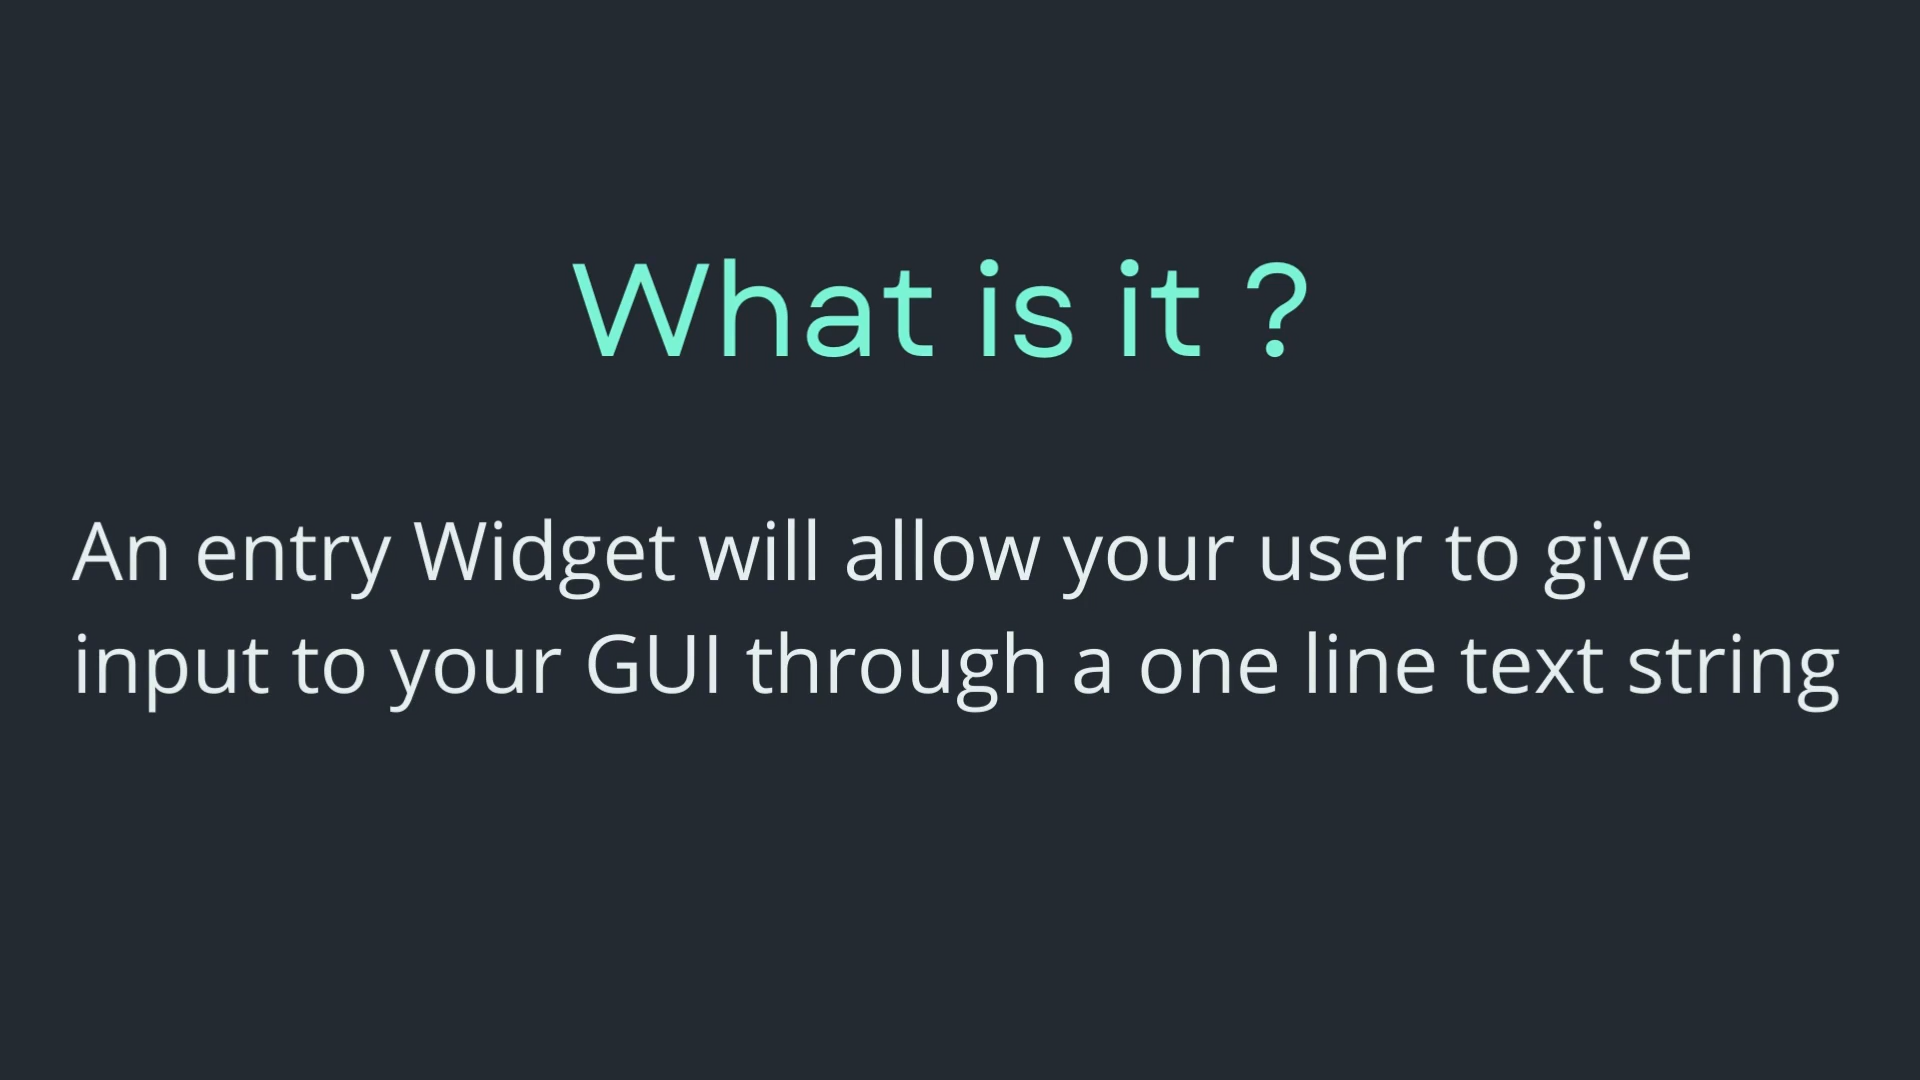 What is it ?
An entry Widget will allow your user to give
input to your GUI through a one line text string